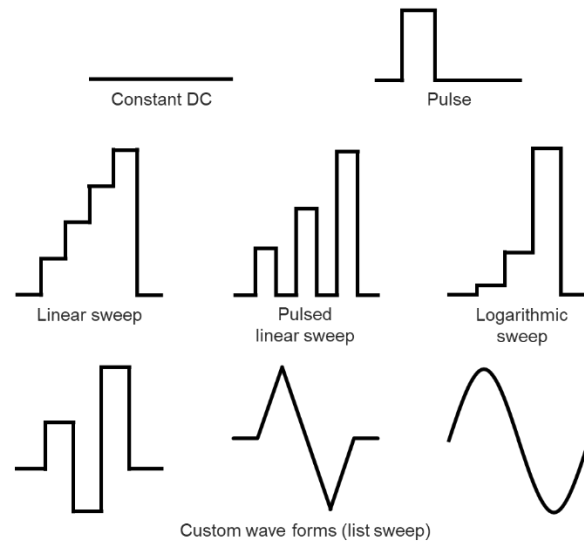 Constant DC
Pulse
Linear sweep
Pulsed
linear sweep
Logarithmic
sweep
Custom wave forms (list sweep)